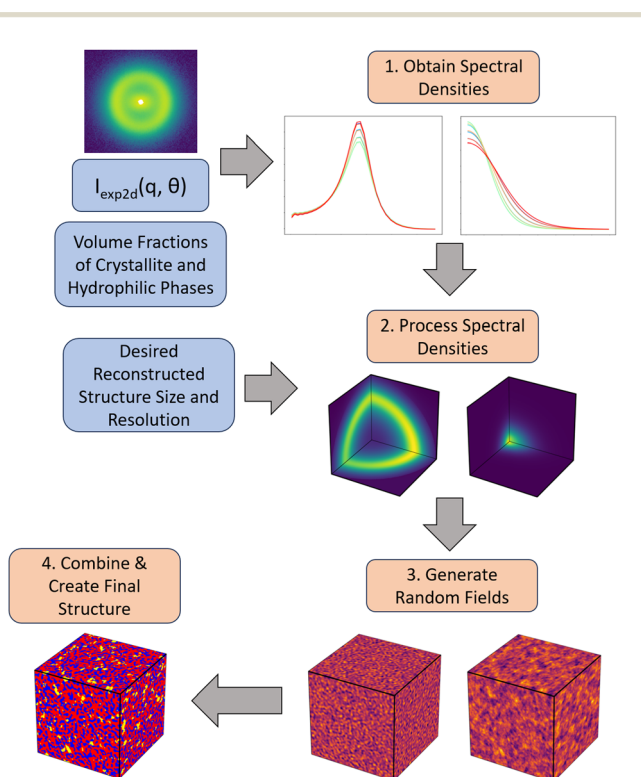 1. Obtain Spectral
Densities
I_exp2d(q, θ)
Volume Fractions
of Crystallite and
Hydrophilic Phases
2. Process Spectral
Densities
Desired
Reconstructed
Structure Size and
Resolution
3. Generate
Random Fields
4. Combine &
Create Final
Structure